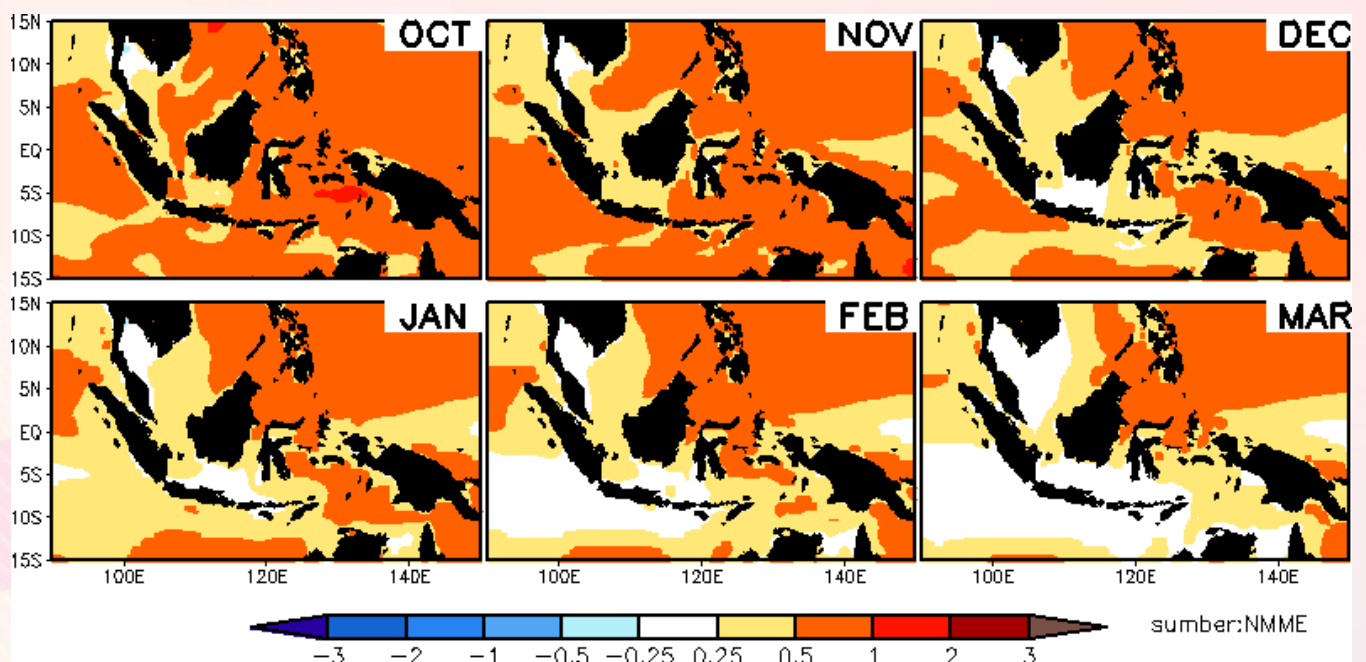 15N OCT NOV DEC
10N
5N
EQ
5S
10S
15S
15N JAN FEB MAR
10N
5N
EQ
5S
10S
15S
100E 120E 140E 100E 120E 140E 100E 120E 140E
sumber:NMME
-3 -2 -1 -0.5 -0.25 0.25 0.5 1 2 3